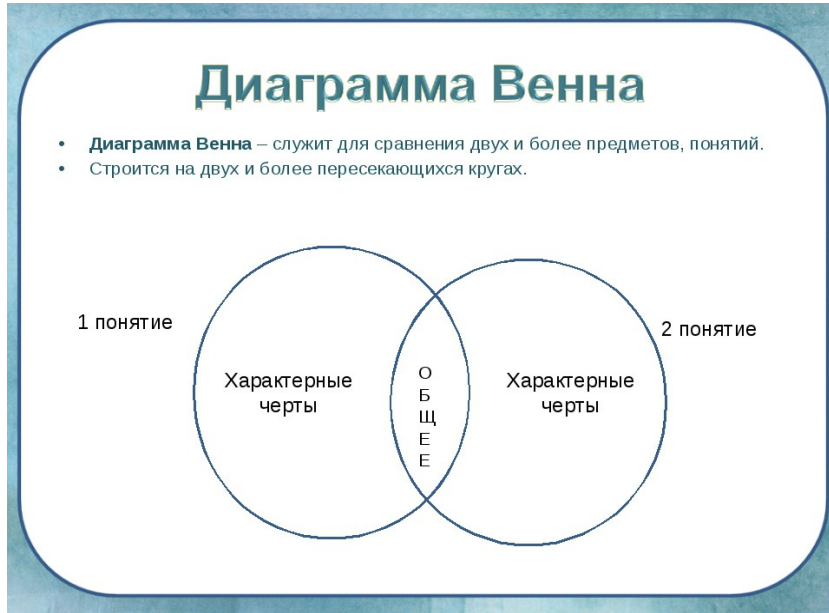 Диаграмма Венна
• Диаграмма Венна – служит для сравнения двух и более предметов, понятий.
• Строится на двух и более пересекающихся кругах.
1 понятие
2 понятие
Характерные
черты
О
Б
Щ
Е
Е
Характерные
черты